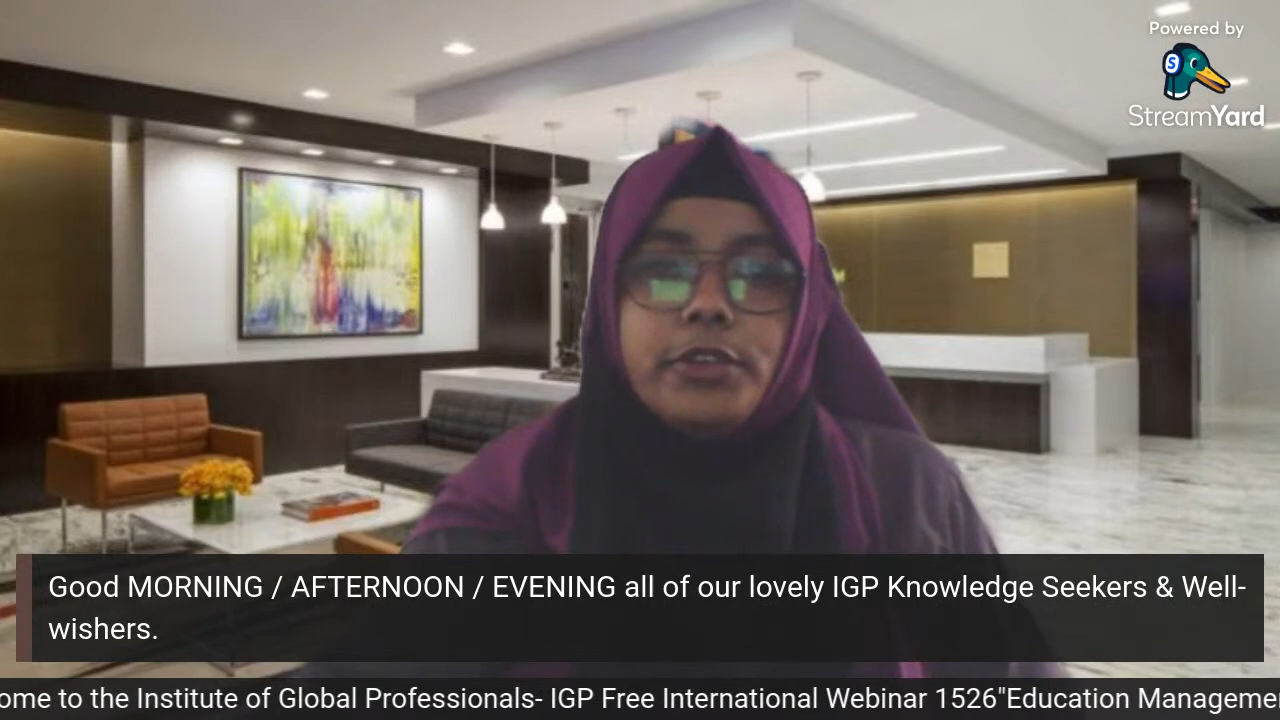 Powered by
S
StreamYard
Good MORNING / AFTERNOON / EVENING all of our lovely IGP Knowledge Seekers & Well-
wishers.
ome to the Institute of Global Professionals- IGP Free International Webinar 1526"Education Manageme